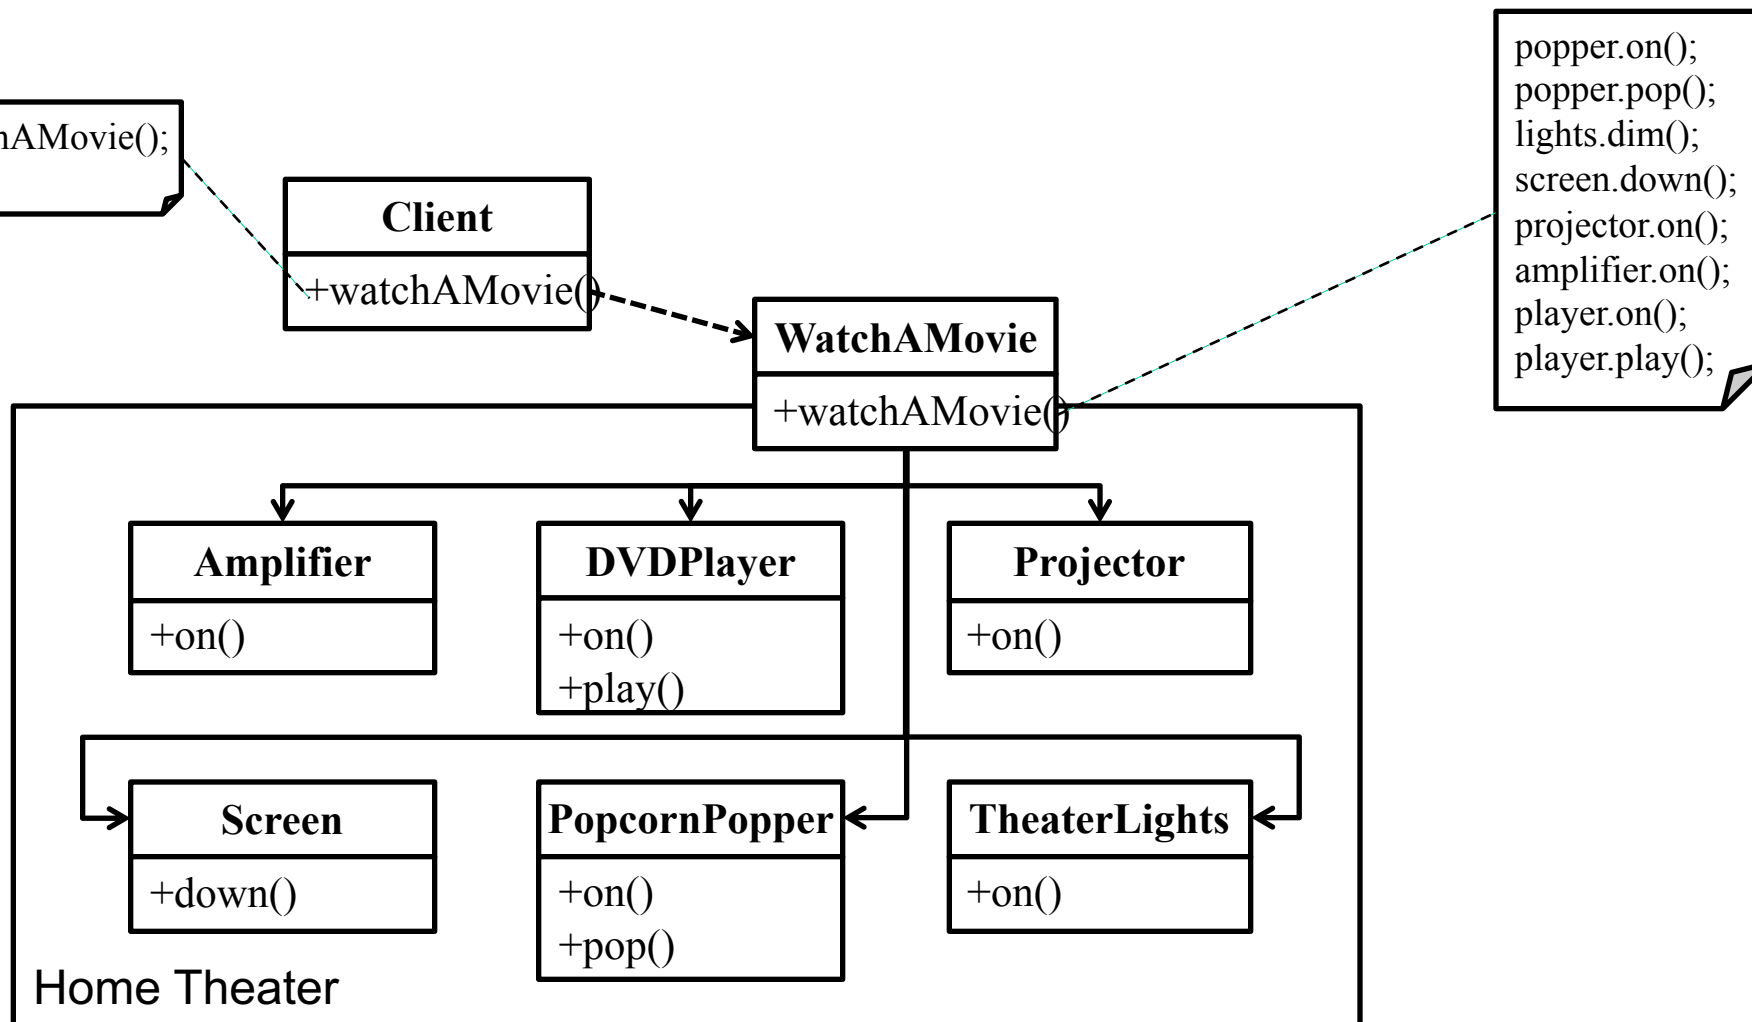 hAMovie();
Client
+watchAMovie()
WatchAMovie
+watchAMovie()
popper.on();
popper.pop();
lights.dim();
screen.down();
projector.on();
amplifier.on();
player.on();
player.play();
Amplifier
+on()
DVDPlayer
+on()
+play()
Projector
+on()
Screen
+down()
PopcornPopper
+on()
+pop()
TheaterLights
+on()
Home Theater